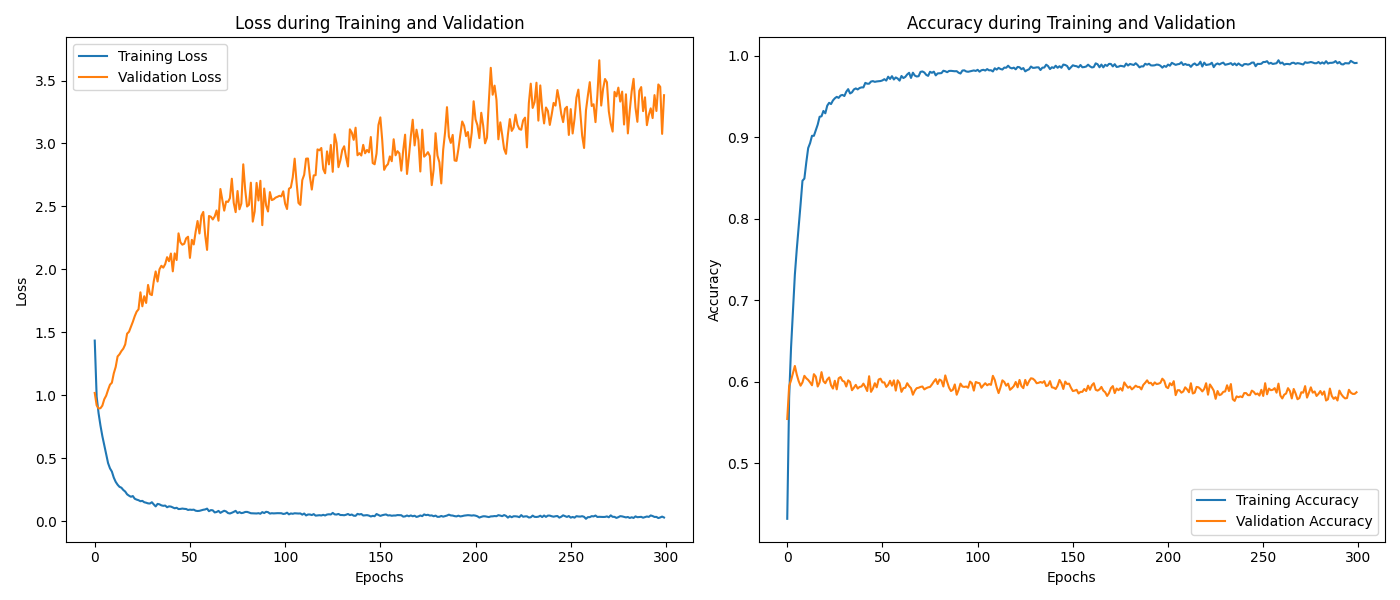 Loss during Training and Validation
Training Loss
Validation Loss
3.5
3.0
2.5
2.0
1.5
1.0
0.5
0.0
Loss
0 50 100 150 200 250 300
Epochs
Accuracy during Training and Validation
1.0
0.9
0.8
0.7
0.6
0.5
Accuracy
Training Accuracy
Validation Accuracy
0 50 100 150 200 250 300
Epochs